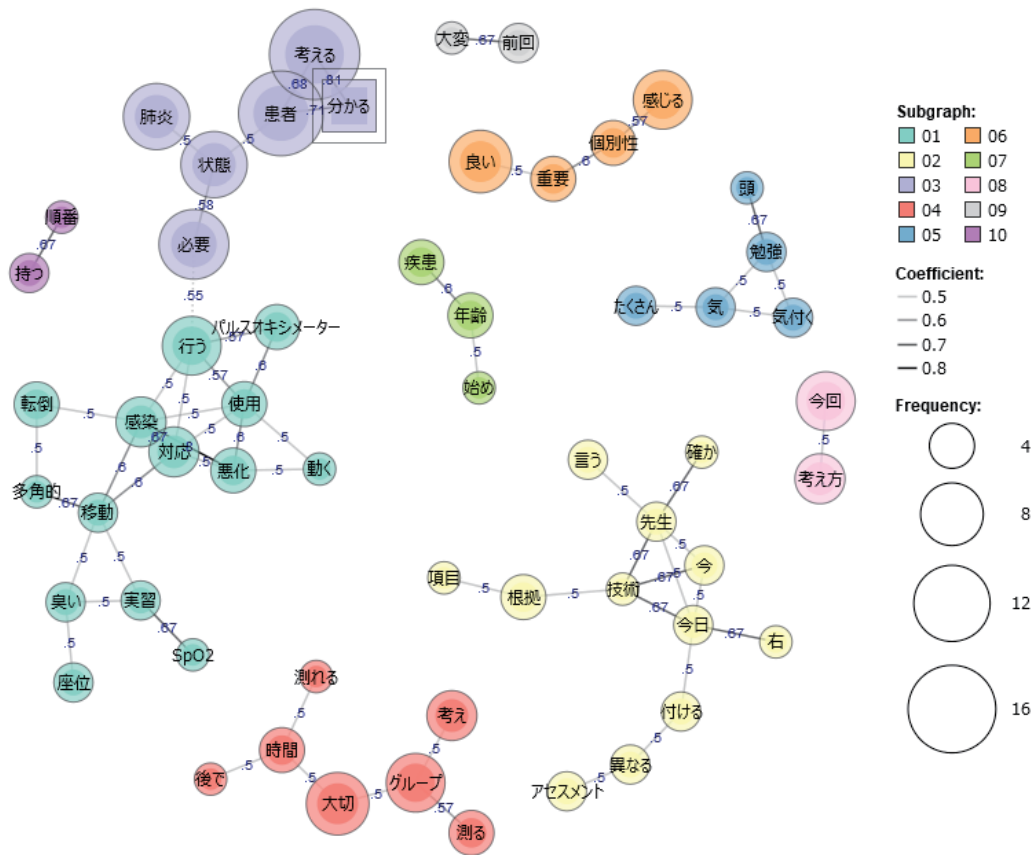 考える
大変
.67
前回
.68
.81
分かる
患者
.71
肺炎
.5
.5
状態
.58
必要
.55
感じる
.57
個別性
良い
.5
重要
.6
頭
.67
勉強
.5
.5
たくさん
.5
気
.5
気付く
順番
.67
持つ
疾患
.6
年齢
.5
始め
パルスオキシメーター
行う
.67
.57
.6
転倒
.5
感染
.5
.5
.5
使用
.67
対応
.8
.5
.5
.6
.5
悪化
.5
動く
.5
多角的
.67
移動
.6
.6
.5
.5
臭い
.5
実習
.5
.67
SpO2
座位
今回
.5
考え方
言う
.5
確か
.67
先生
.5
.67
.67
.5
今
.5
項目
.5
根拠
.5
技術
.67
今日
.67
右
.5
付ける
.5
異なる
.5
アセスメント
測れる
.5
時間
.5
後で
.5
大切
.5
グループ
.5
考え
.57
測る
Subgraph:
01 06
02 07
03 08
04 09
05 10
Coefficient:
0.5
0.6
0.7
0.8
Frequency:
4
8
12
16